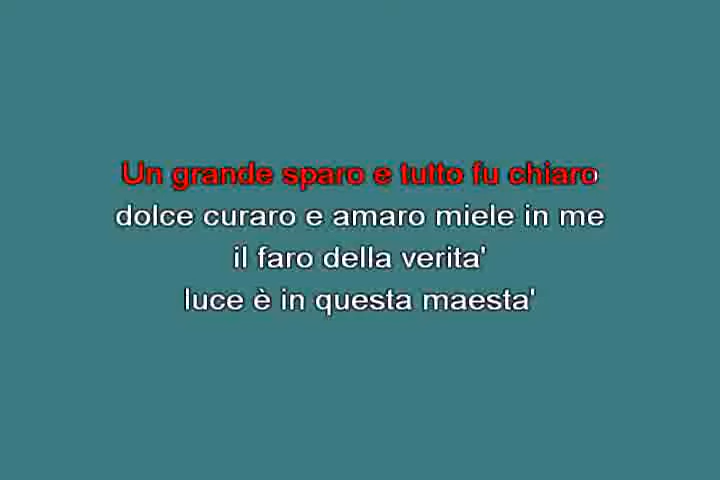 Un grande sparo e tutto fu chiaro
dolce curaro e amaro miele in me
il faro della verita'
luce è in questa maesta'